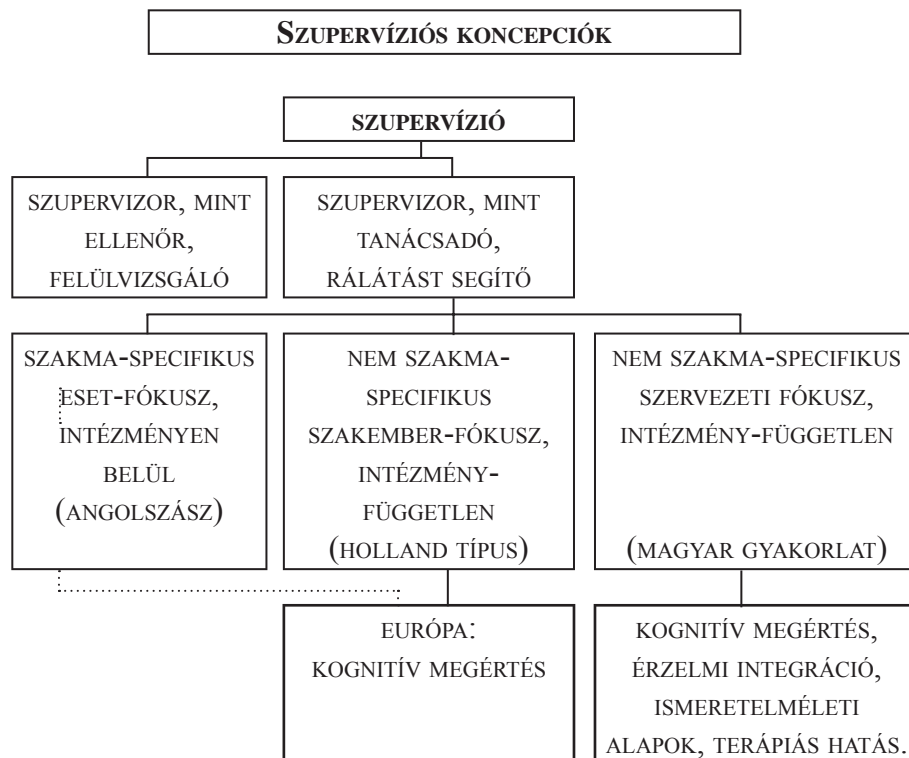 SZUPERVÍZIÓS KONCEPCIÓK
SZUPERVÍZIÓ
SZUPERVIZOR, MINT
ELLENŐR,
FELÜLVIZSGÁLÓ
SZUPERVIZOR, MINT
TANÁCSADÓ,
RÁLÁTÁST SEGÍTŐ
SZAKMA-SPECIFIKUS
ESET-FÓKUSZ,
INTÉZMÉNYEN
BELÜL
(ANGOLSZÁSZ)
NEM SZAKMA-
SPECIFIKUS
SZAKEMBER-FÓKUSZ,
INTÉZMÉNY-
FÜGGETLEN
(HOLLAND TÍPUS)
NEM SZAKMA-SPECIFIKUS
SZERVEZETI FÓKUSZ,
INTÉZMÉNY-FÜGGETLEN
(MAGYAR GYAKORLAT)
EURÓPA:
KOGNITÍV MEGÉRTÉS
KOGNITÍV MEGÉRTÉS,
ÉRZELMI INTEGRÁCIÓ,
ISMERETELMÉLETI
ALAPOK, TERÁPIÁS HATÁS.